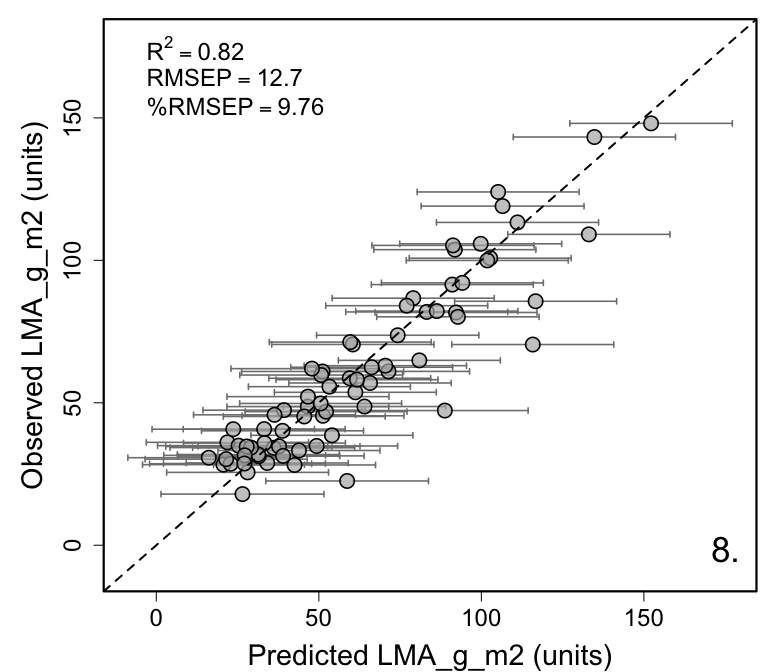 R² = 0.82
RMSEP = 12.7
%RMSEP = 9.76
Observed LMA_g_m2 (units)
150
100
50
0
8.
0 50 100 150
Predicted LMA_g_m2 (units)